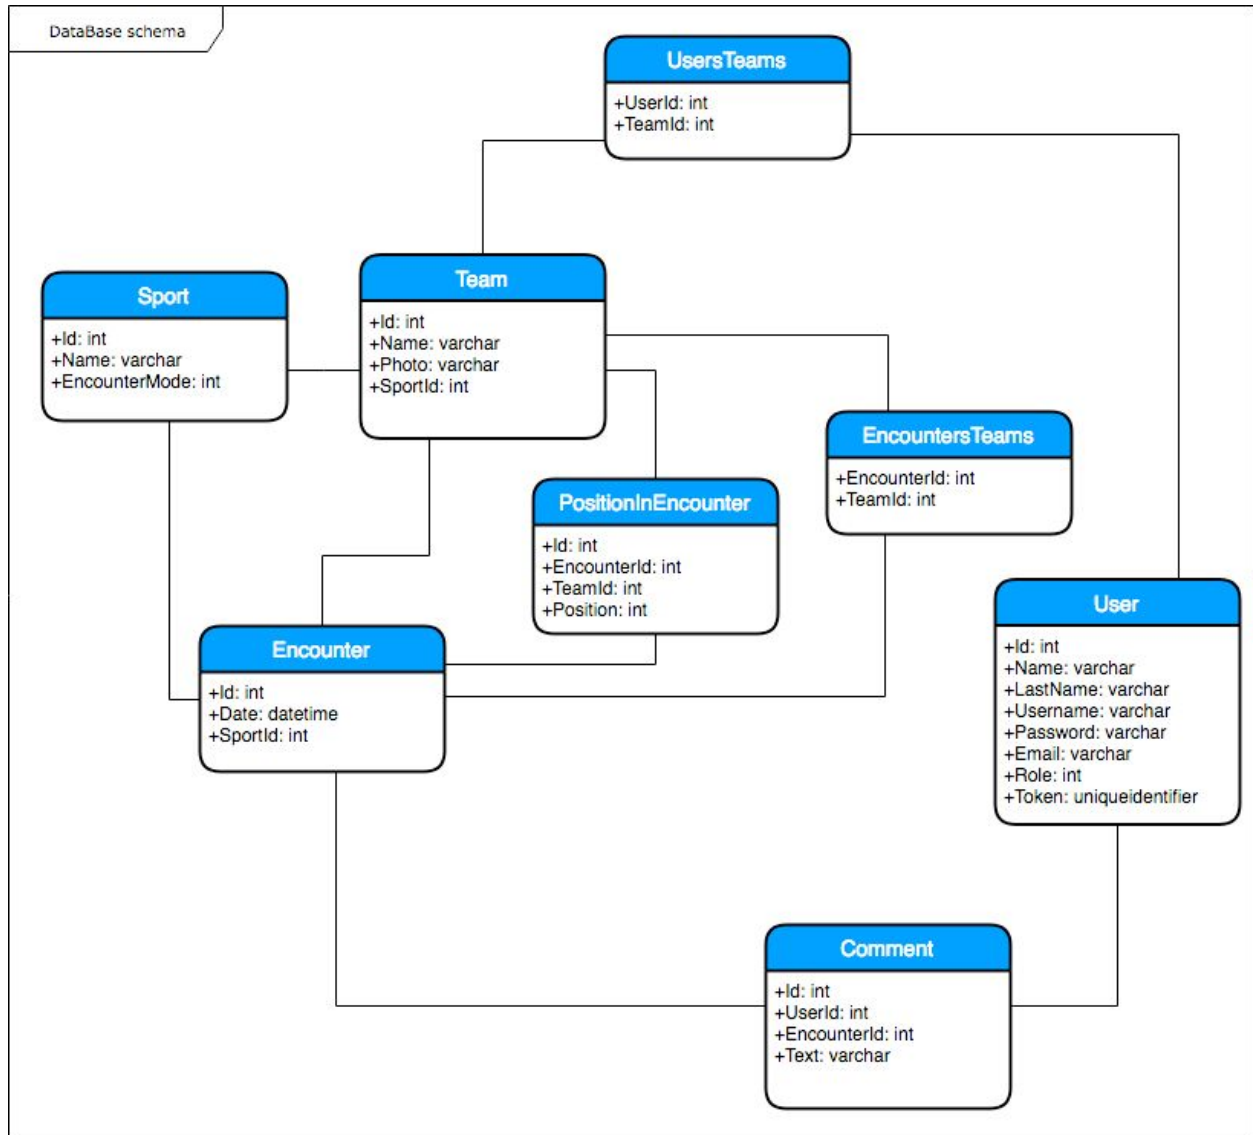 DataBase schema
UsersTeams
+UserId: int
+TeamId: int
Team
+Id: int
+Name: varchar
+Photo: varchar
+SportId: int
Sport
+Id: int
+Name: varchar
+EncounterMode: int
EncountersTeams
+EncounterId: int
+TeamId: int
PositionInEncounter
+Id: int
+EncounterId: int
+TeamId: int
+Position: int
User
+Id: int
+Name: varchar
+LastName: varchar
+Username: varchar
+Password: varchar
+Email: varchar
+Role: int
+Token: uniqueidentifier
Encounter
+Id: int
+Date: datetime
+SportId: int
Comment
+Id: int
+UserId: int
+EncounterId: int
+Text: varchar